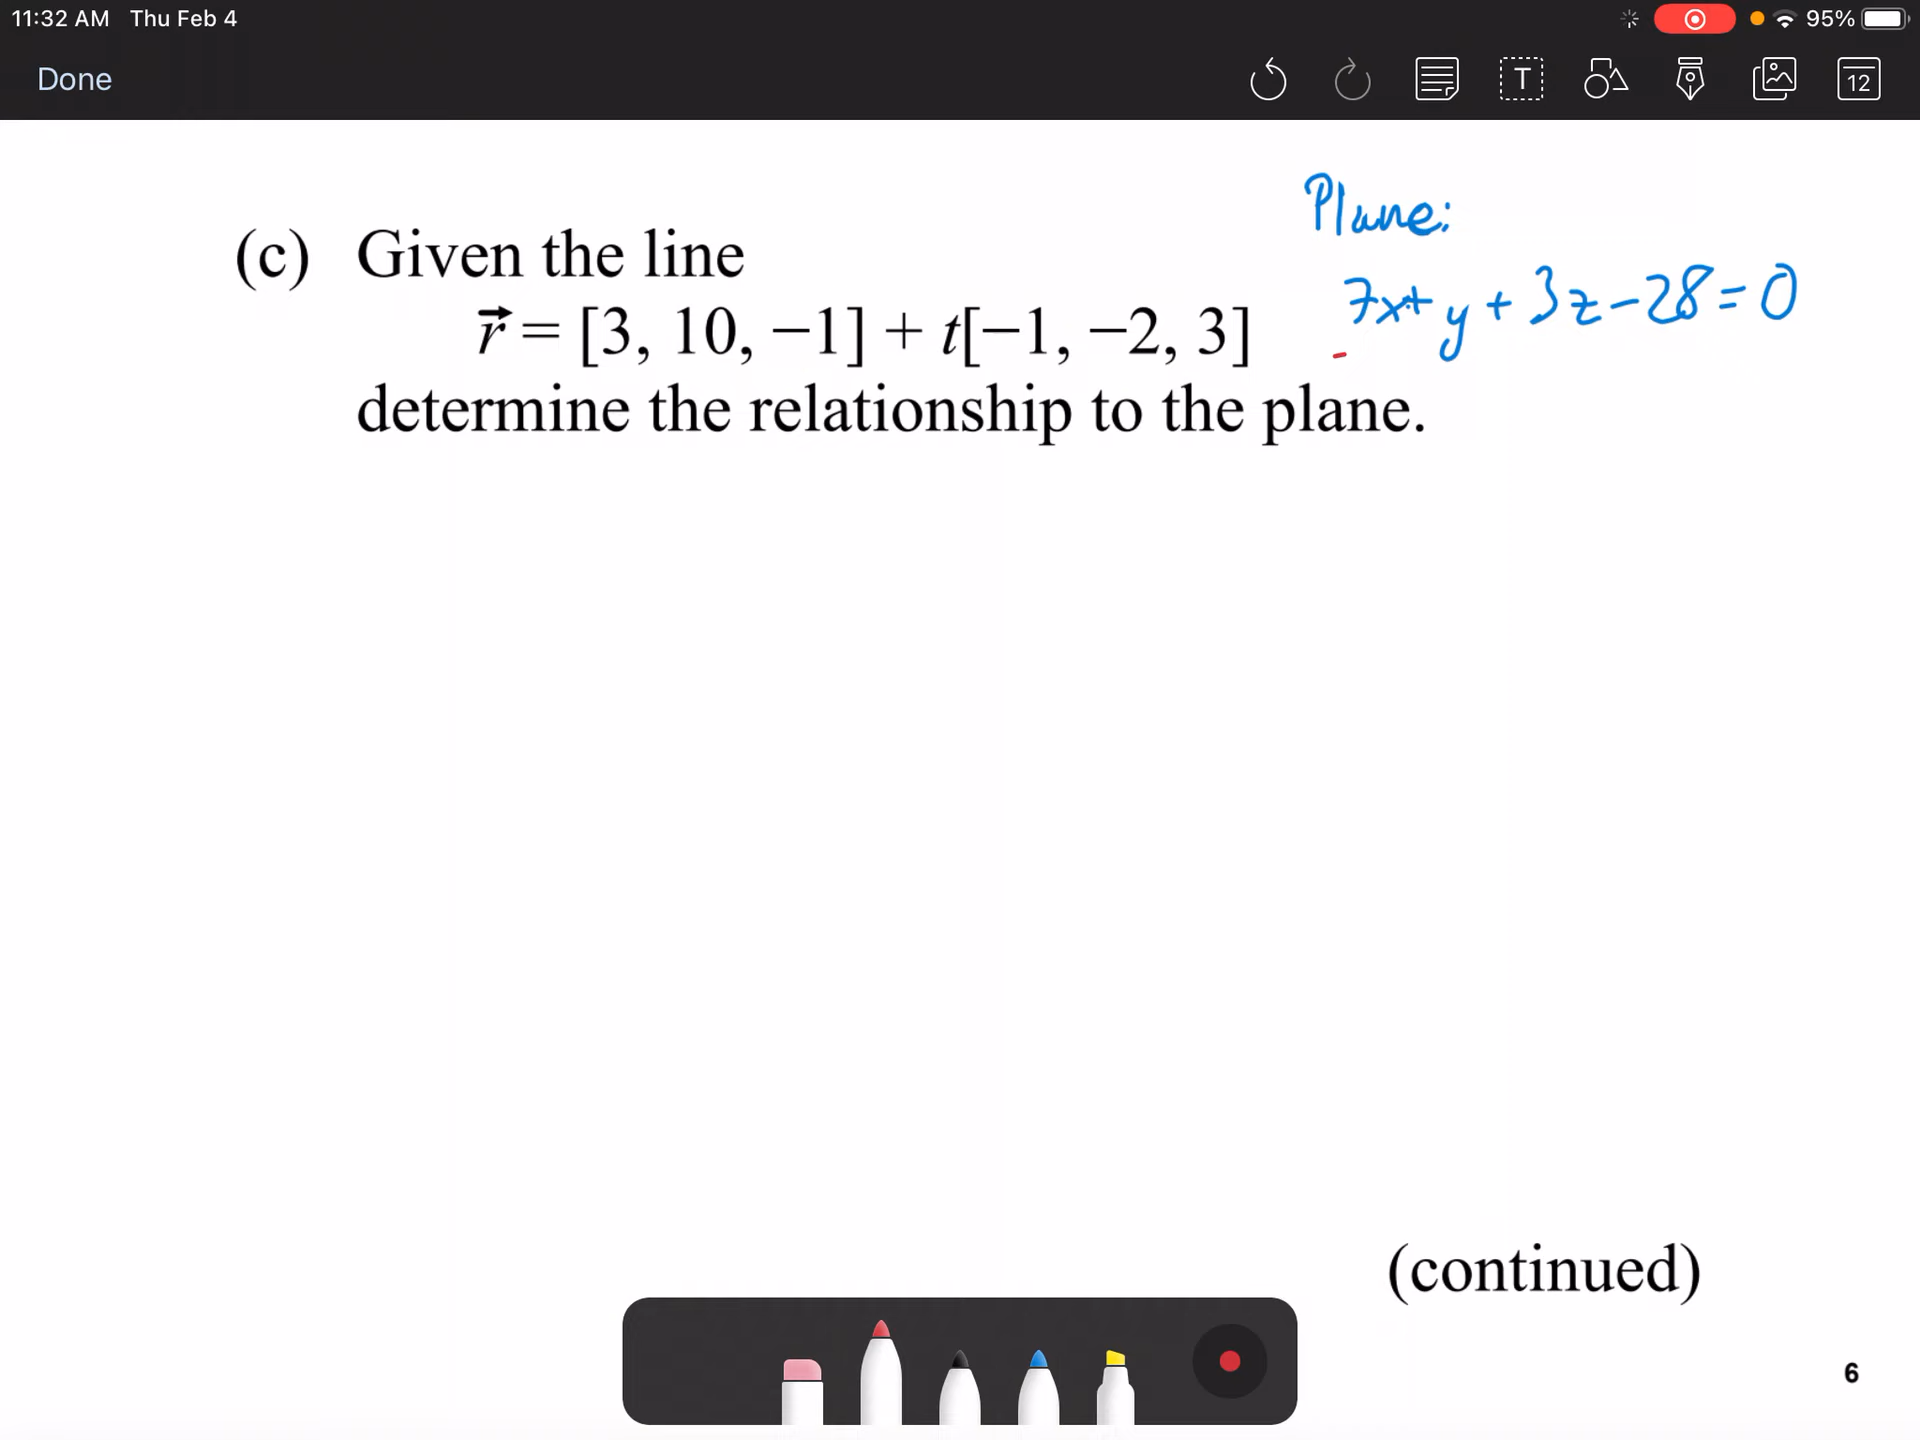 11:32 AM Thu Feb 4
95%
Done
T
12
Plane:
7x+y+3z-28=0
(c) Given the line
r⃗ = [3, 10, −1] + t[−1, −2, 3]
determine the relationship to the plane.
(continued)
6